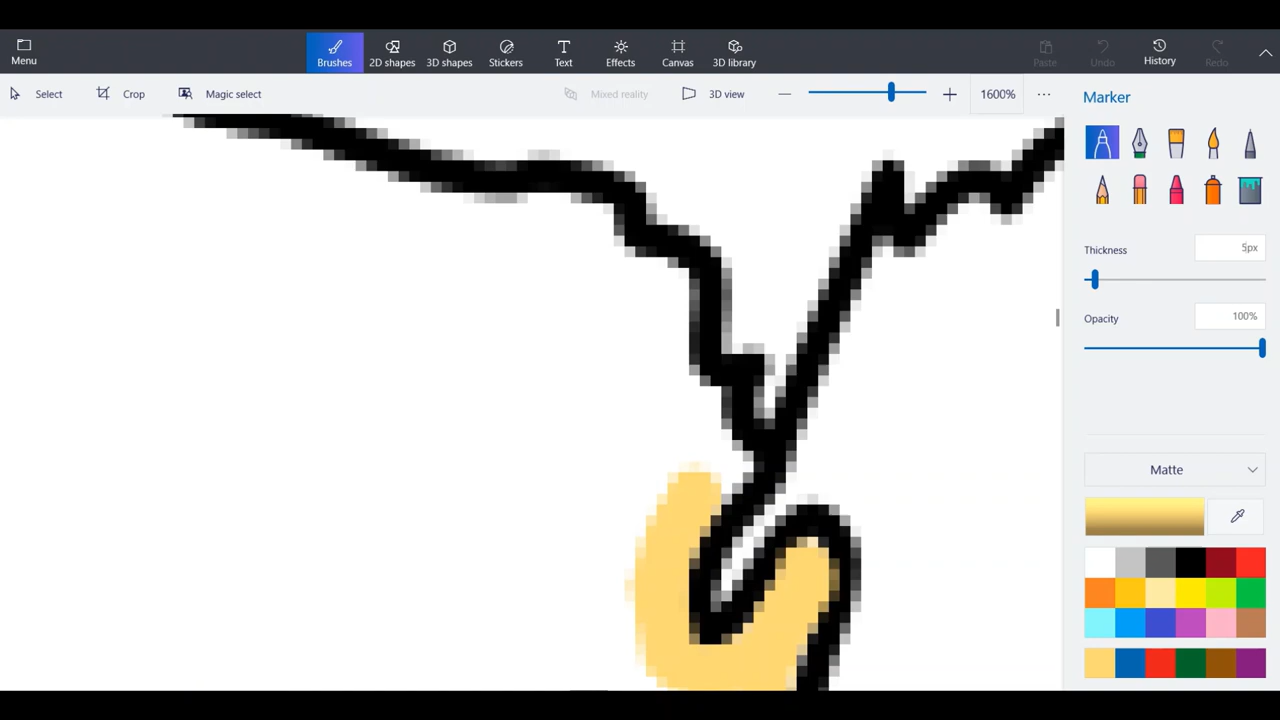 Menu
Brushes
2D shapes
3D shapes
Stickers
Text
Effects
Canvas
3D library
Paste
Undo
History
Redo
Select
Crop
Magic select
Mixed reality
3D view
1600%
Marker
Thickness
5px
Opacity
100%
Matte